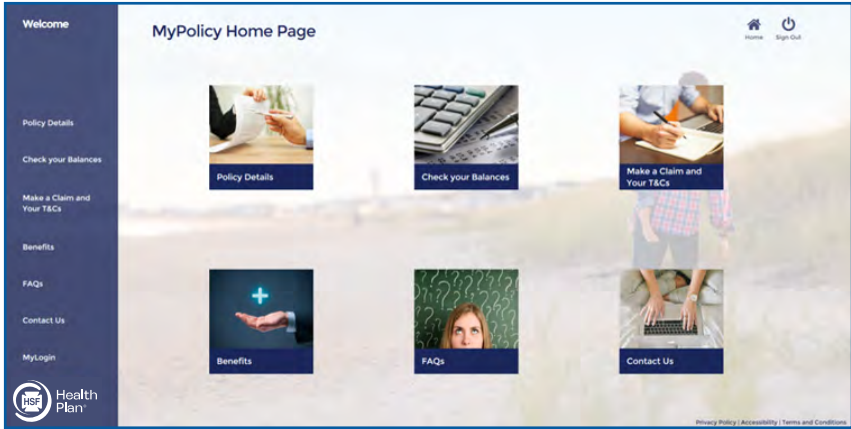 Welcome
MyPolicy Home Page
Home
Sign Out
Policy Details
Check your Balances
Make a Claim and
Your T&Cs
Benefits
FAQs
Contact Us
MyLogin
Policy Details
Check your Balances
Make a Claim and
Your T&Cs
Benefits
FAQs
Contact Us
HSF
Health
Plan
Privacy Policy | Accessibility | Terms and Conditions